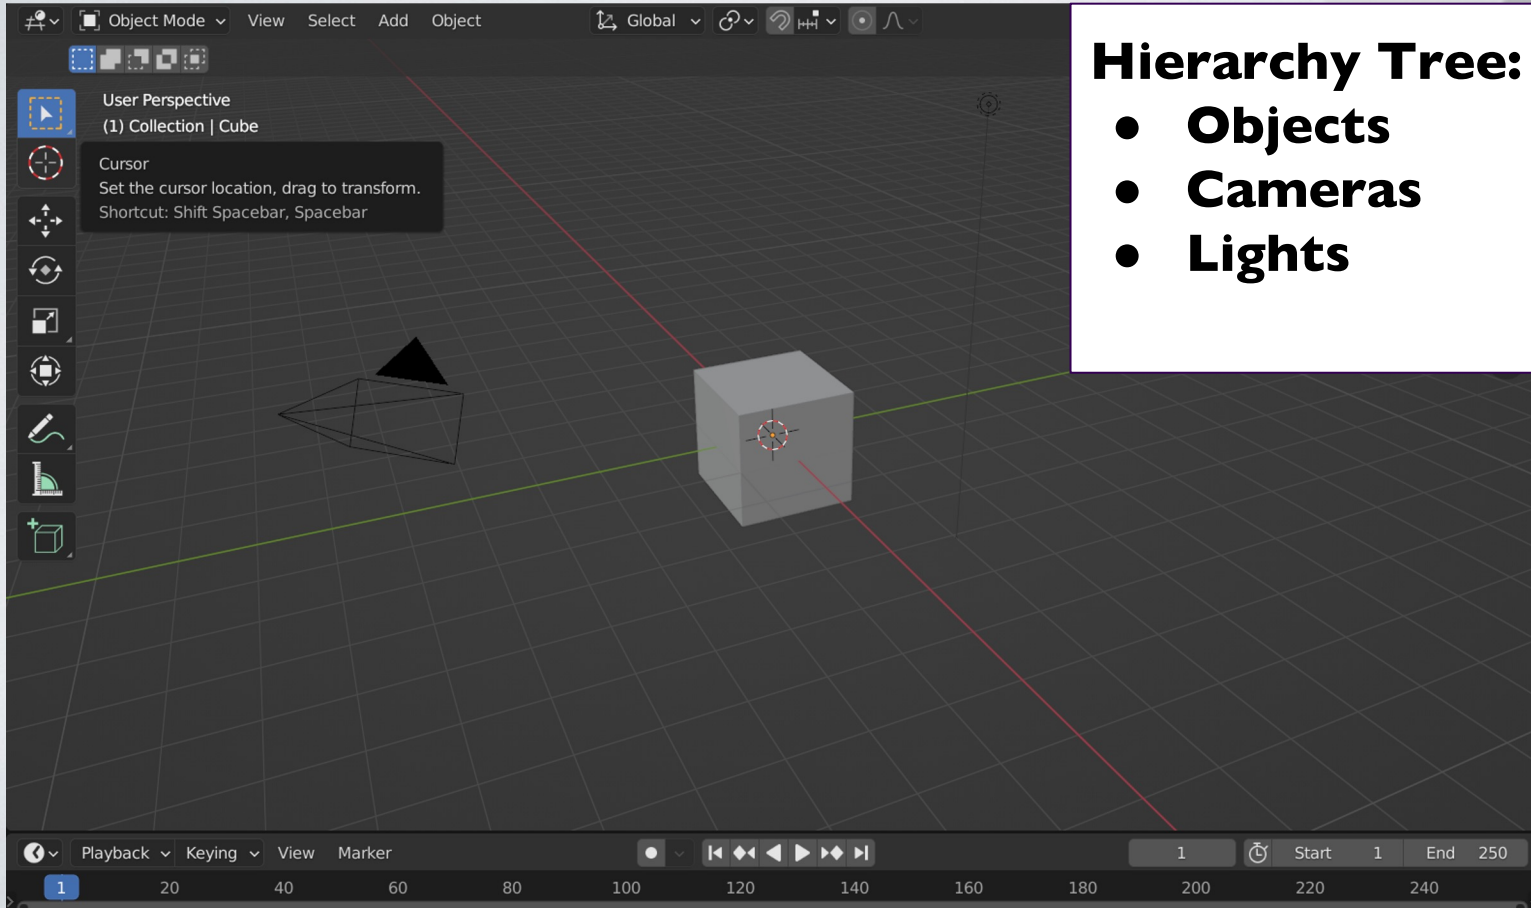 Object Mode View Select Add Object Global
Hierarchy Tree:
● Objects
● Cameras
● Lights
User Perspective
(1) Collection | Cube
Cursor
Set the cursor location, drag to transform.
Shortcut: Shift Spacebar, Spacebar
Playback Keying View Marker 1 Start 1 End 250
1 20 40 60 80 100 120 140 160 180 200 220 240